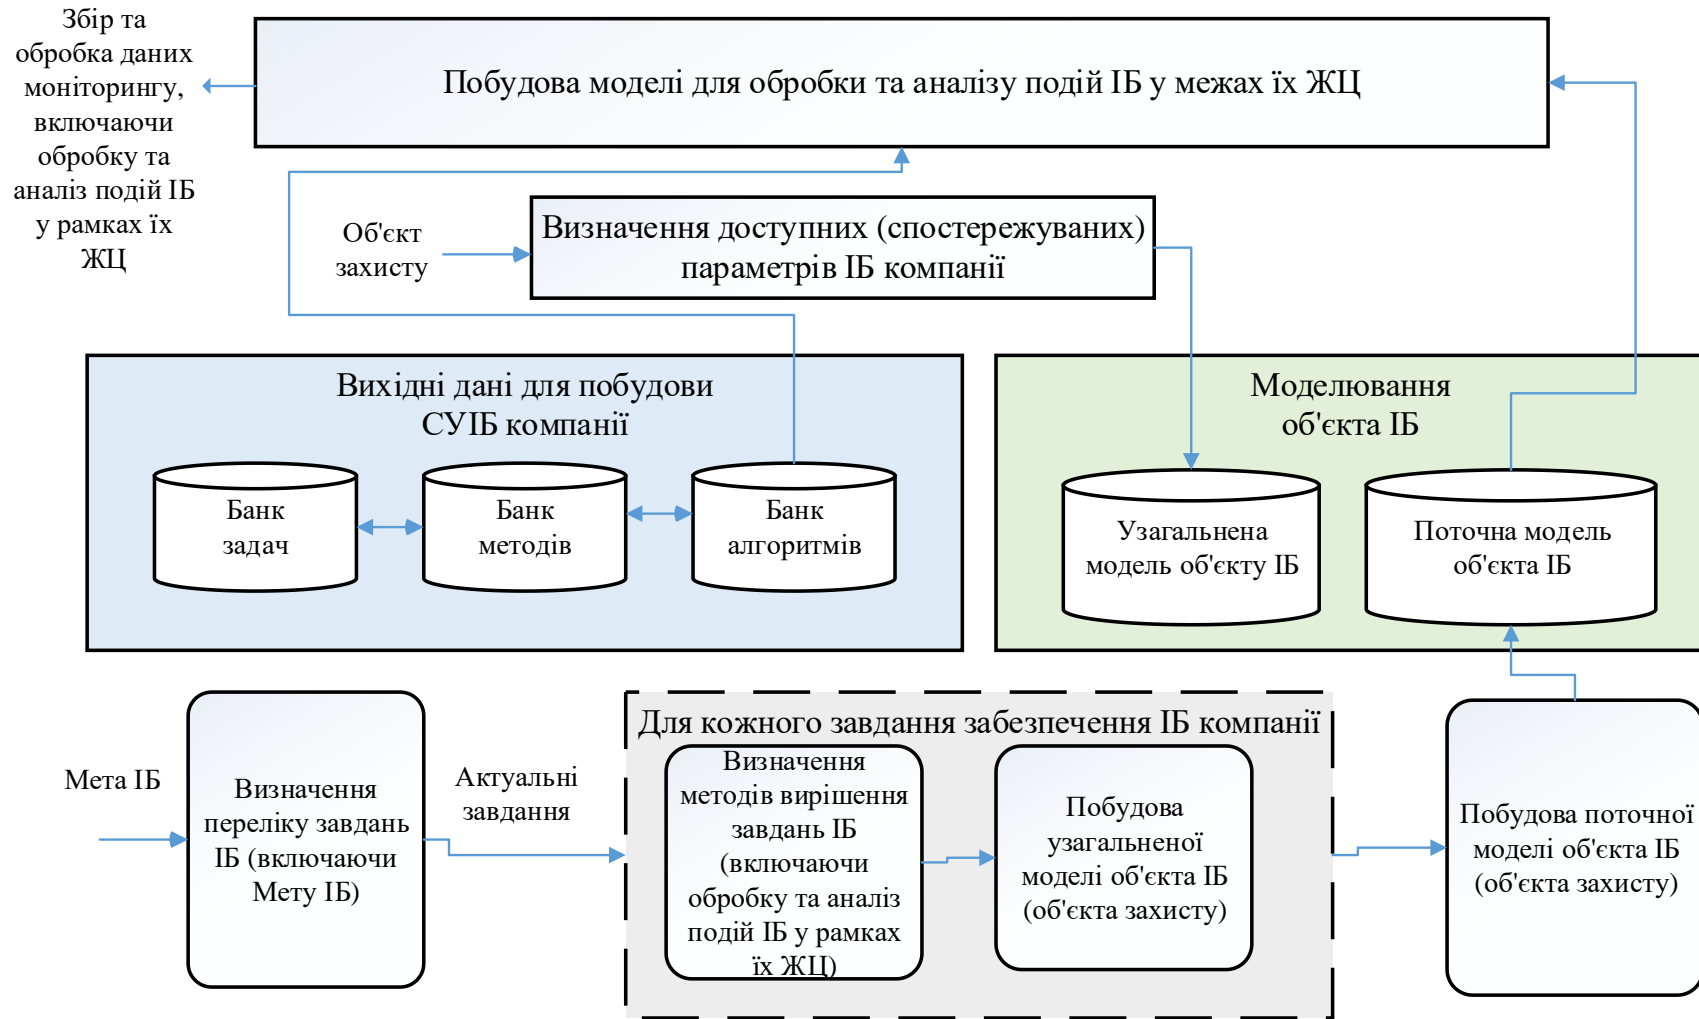 Збір та
обробка даних
моніторингу,
включаючи
обробку та
аналіз подій ІБ
у рамках їх
ЖЦ
Побудова моделі для обробки та аналізу подій ІБ у межах їх ЖЦ
Об'єкт
захисту
Визначення доступних (спостережуваних)
параметрів ІБ компанії
Вихідні дані для побудови
СУІБ компанії
Банк
задач
Банк
методів
Банк
алгоритмів
Моделювання
об'єкта ІБ
Узагальнена
модель об'єкту ІБ
Поточна модель
об'єкта ІБ
Мета ІБ
Визначення
переліку завдань
ІБ (включаючи
Мету ІБ)
Актуальні
завдання
Для кожного завдання забезпечення ІБ компанії
Визначення
методів вирішення
завдань ІБ
(включаючи
обробку та аналіз
подій ІБ у рамках
їх ЖЦ)
Побудова
узагальненої
моделі об'єкта ІБ
(об'єкта захисту)
Побудова поточної
моделі об'єкта ІБ
(об'єкта захисту)